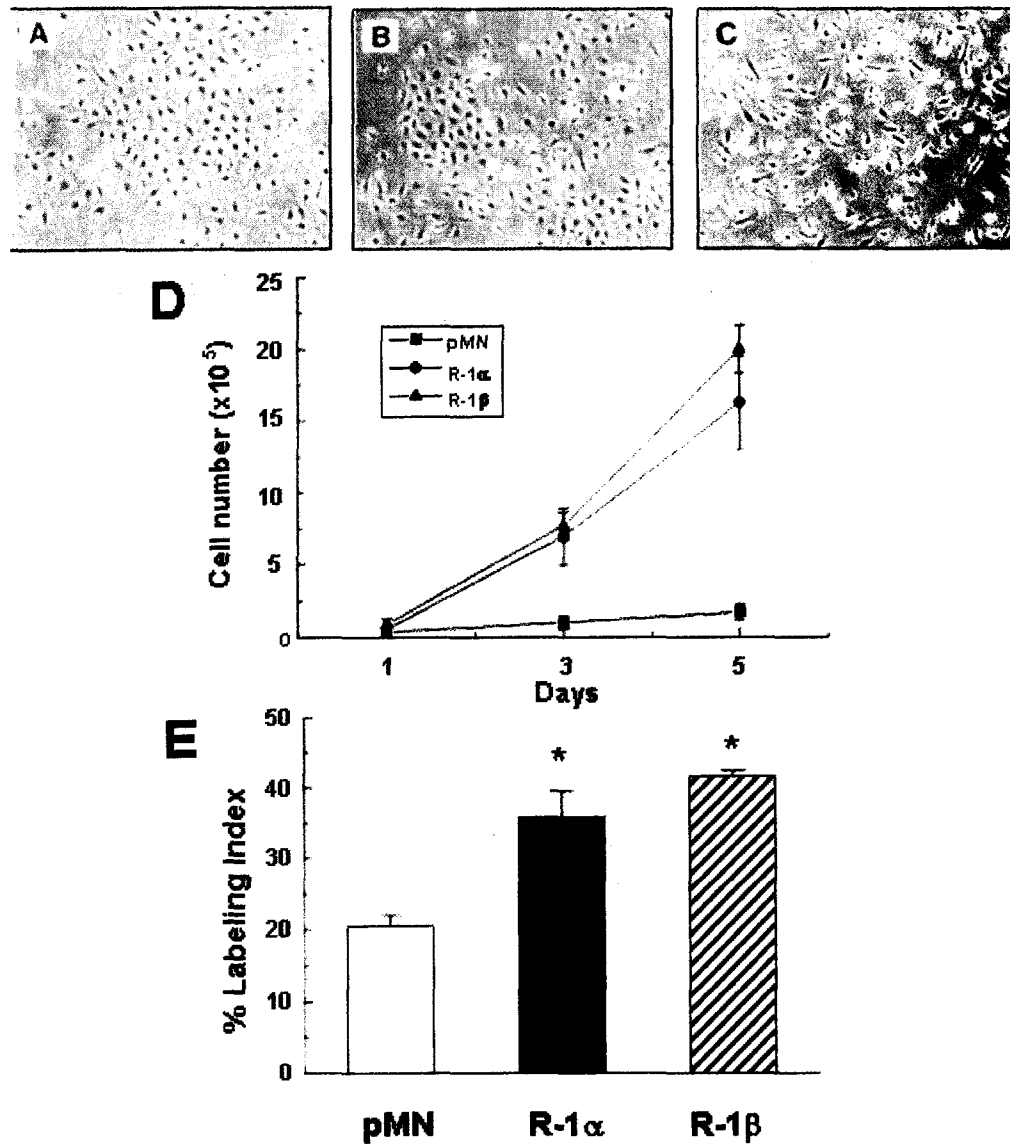 A B C
D
25
20
15
10
5
0
Cell number (x10⁵)
pMN
R-1α
R-1β
1 3 5
Days
E
50
40
30
20
10
0
% Labeling Index
* *
pMN R-1α R-1β